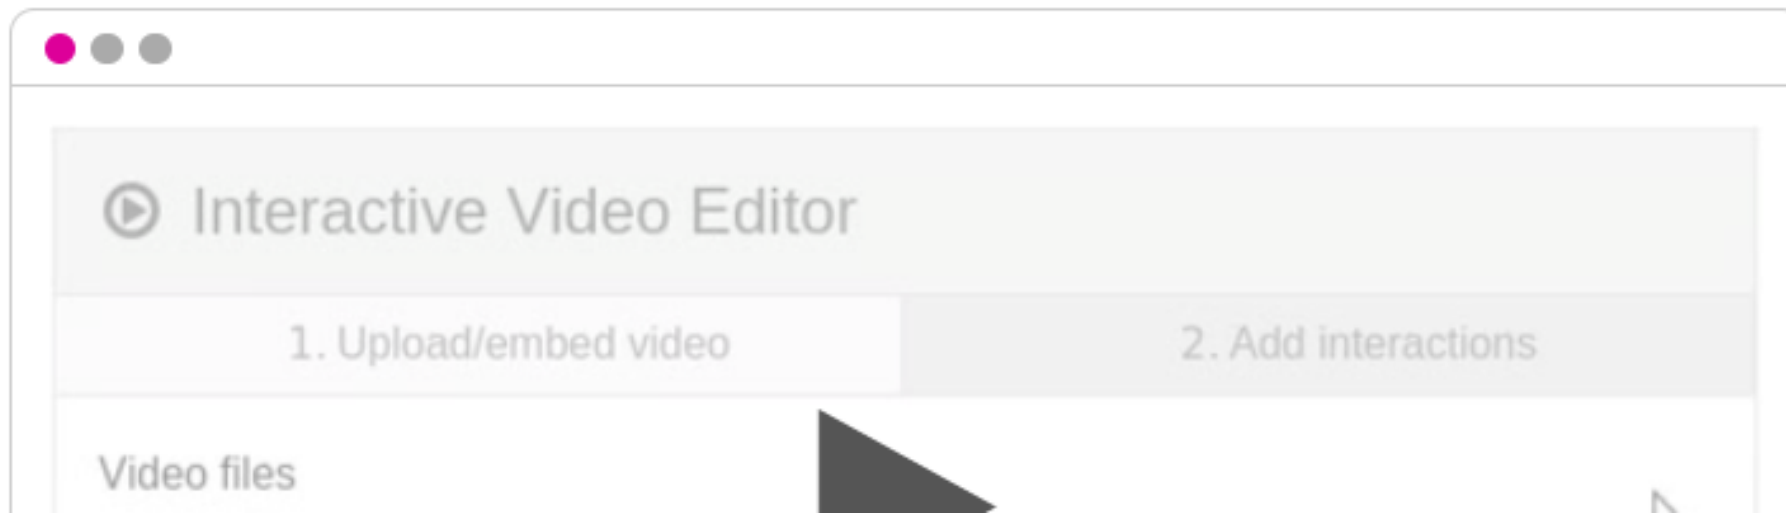 Interactive Video Editor
1. Upload/embed video
2. Add interactions
Video files